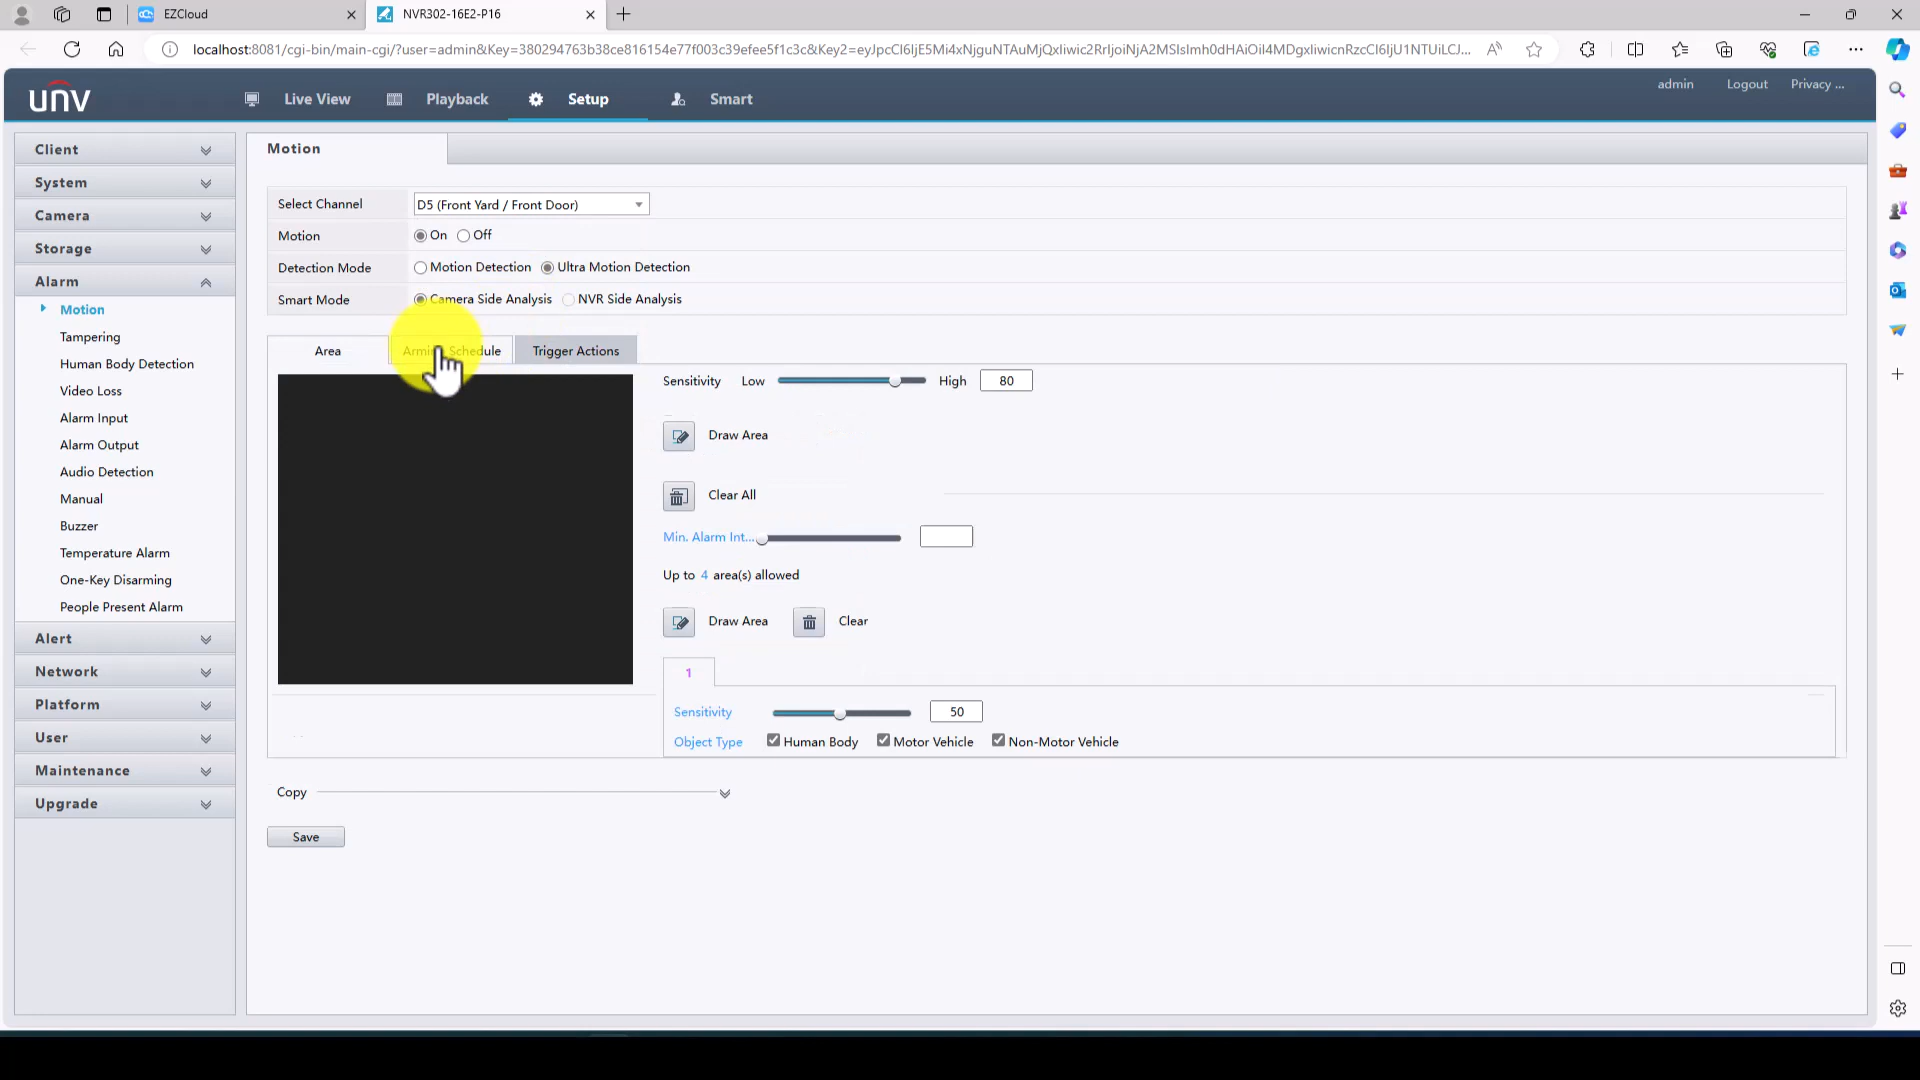 EZCloud
NVR302-16E2-P16
localhost:8081/cgi-bin/main-cgi/?user=admin&Key=380294763b38ce816154e77f003c39efee5f1c3c&Key2=eyJpcCI6IjE5Mi4xNjguNTAuMjQxIiwic2RrIjoiNjA2MSIsImh0dHAiOiI4MDgxIiwicnRzcCI6IjU1NTUiLCJ...
unv
Live View
Playback
Setup
Smart
admin
Logout
Privacy ...
Client
System
Camera
Storage
Alarm
Motion
Tampering
Human Body Detection
Video Loss
Alarm Input
Alarm Output
Audio Detection
Manual
Buzzer
Temperature Alarm
One-Key Disarming
People Present Alarm
Alert
Network
Platform
User
Maintenance
Upgrade
Motion
Select Channel D5 (Front Yard / Front Door)
Motion On Off
Detection Mode Motion Detection Ultra Motion Detection
Smart Mode Camera Side Analysis NVR Side Analysis
Area Schedule Trigger Actions
Sensitivity Low High 80
Draw Area
Clear All
Min. Alarm Int...
Up to 4 area(s) allowed
Draw Area Clear
1
Sensitivity 50
Object Type Human Body Motor Vehicle Non-Motor Vehicle
Copy
Save